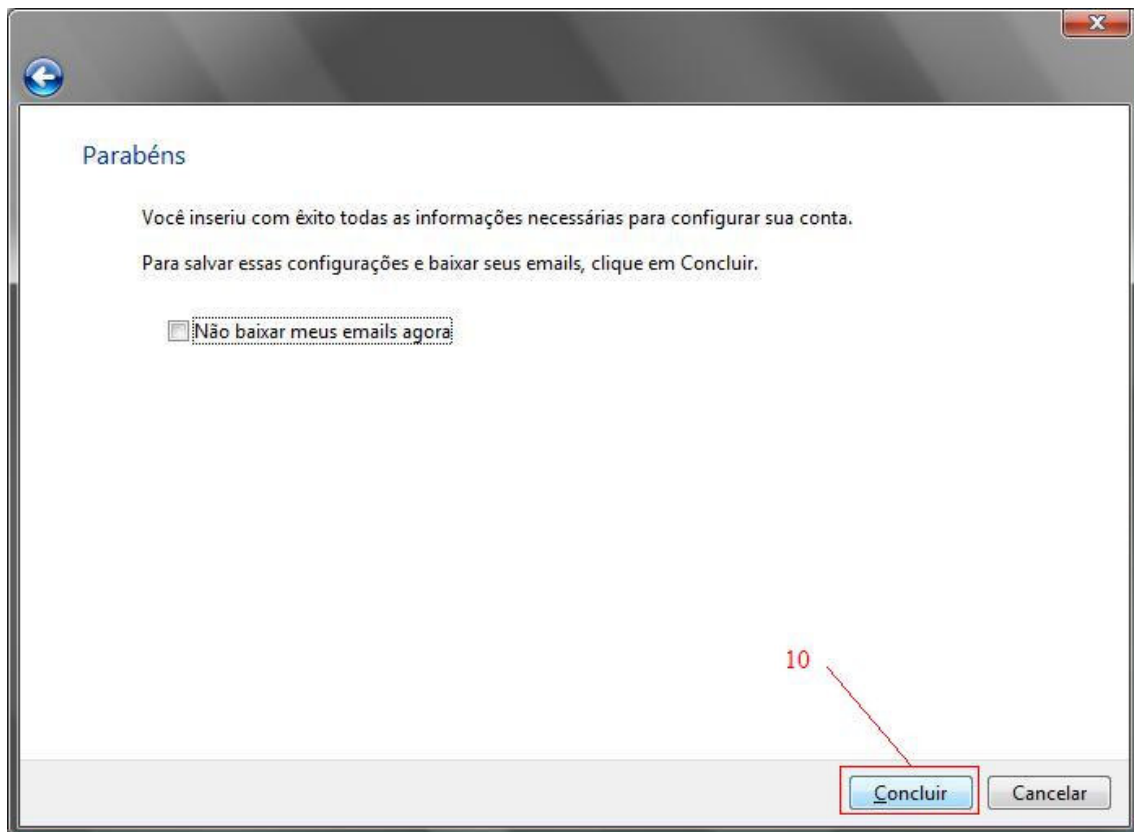 Parabéns
Você inseriu com êxito todas as informações necessárias para configurar sua conta.
Para salvar essas configurações e baixar seus emails, clique em Concluir.
Não baixar meus emails agora
10
Concluir
Cancelar